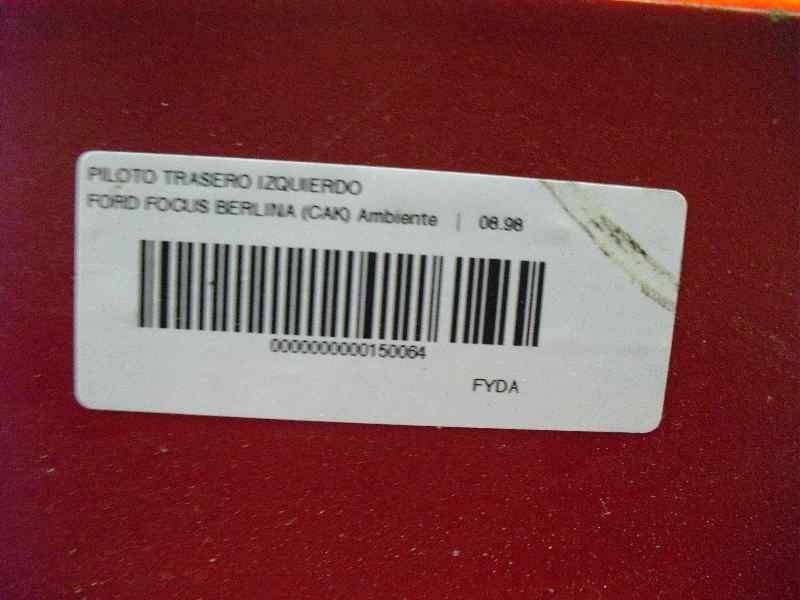 PILOTO TRASERO IZQUIERDO
FORD FOCUS BERLINA (CAK) Ambiente | 08.98
0000000000150064
FYDA